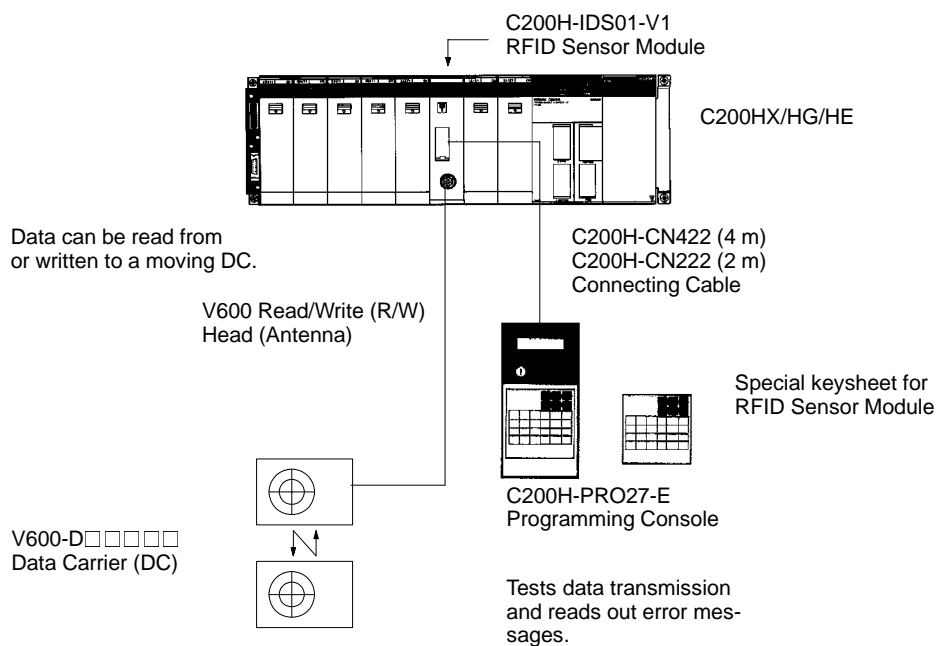 C200H-IDS01-V1
RFID Sensor Module
C200HX/HG/HE
Data can be read from
or written to a moving DC.
C200H-CN422 (4 m)
C200H-CN222 (2 m)
Connecting Cable
V600 Read/Write (R/W)
Head (Antenna)
Special keysheet for
RFID Sensor Module
C200H-PRO27-E
Programming Console
V600-D□□□□□
Data Carrier (DC)
Tests data transmission
and reads out error mes-
sages.